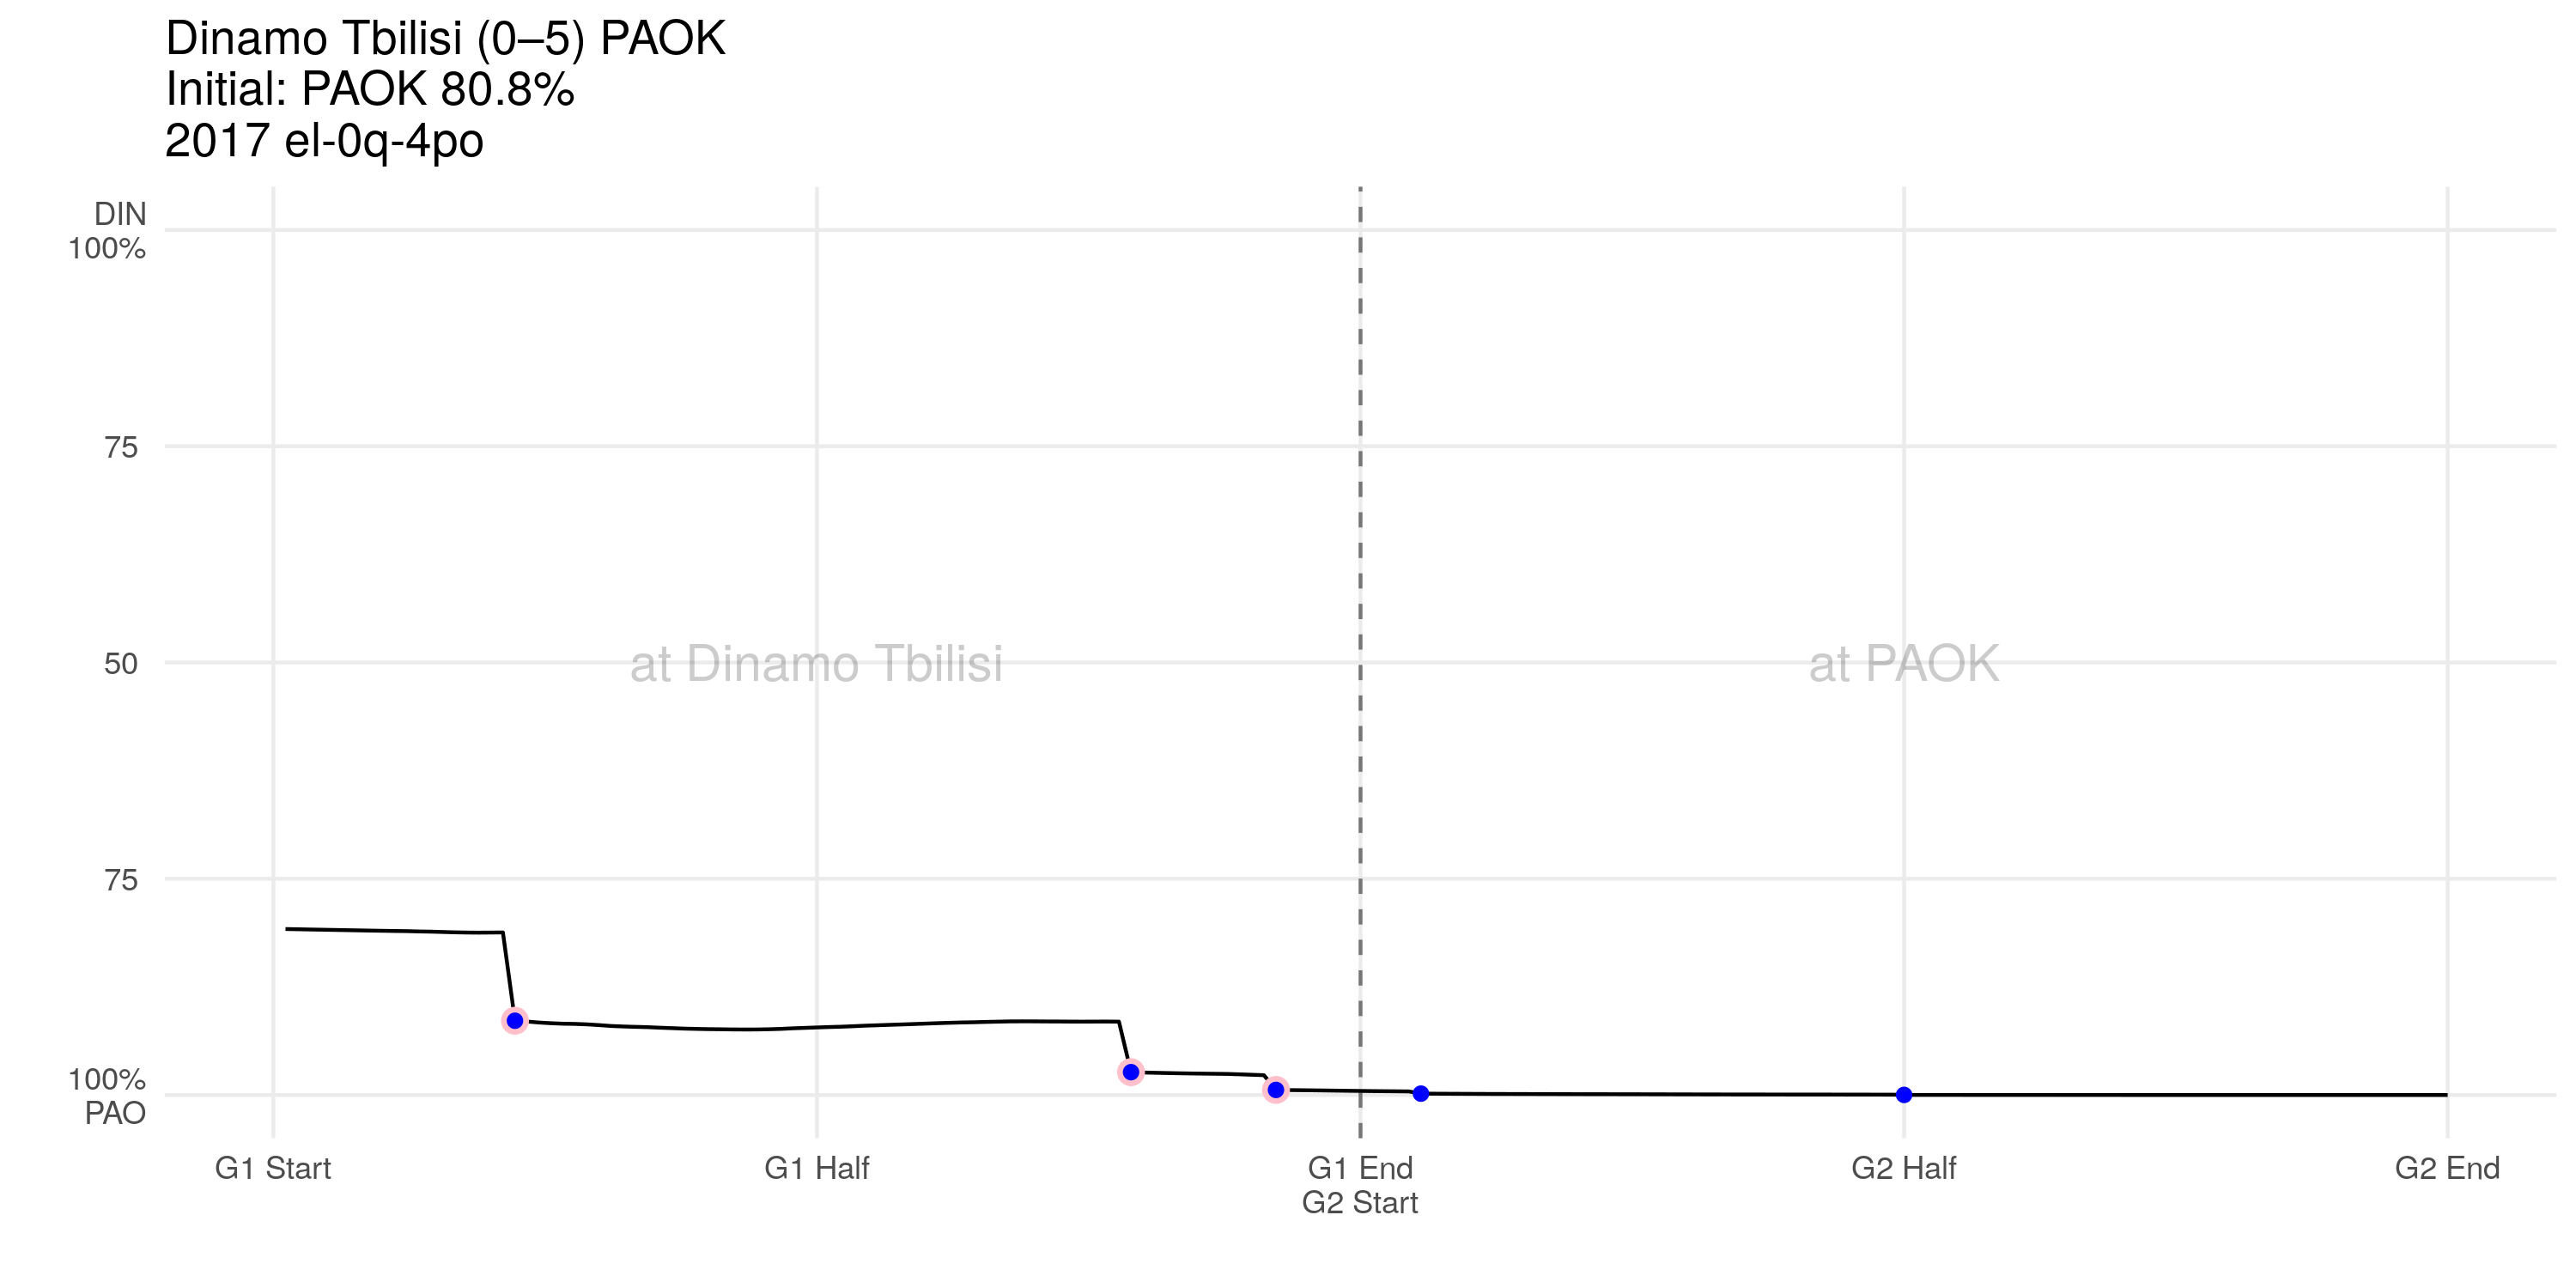 Dinamo Tbilisi (0–5) PAOK
Initial: PAOK 80.8%
2017 el-0q-4po
DIN
100%
75
50
75
100%
PAO
at Dinamo Tbilisi
at PAOK
G1 Start
G1 Half
G1 End
G2 Start
G2 Half
G2 End